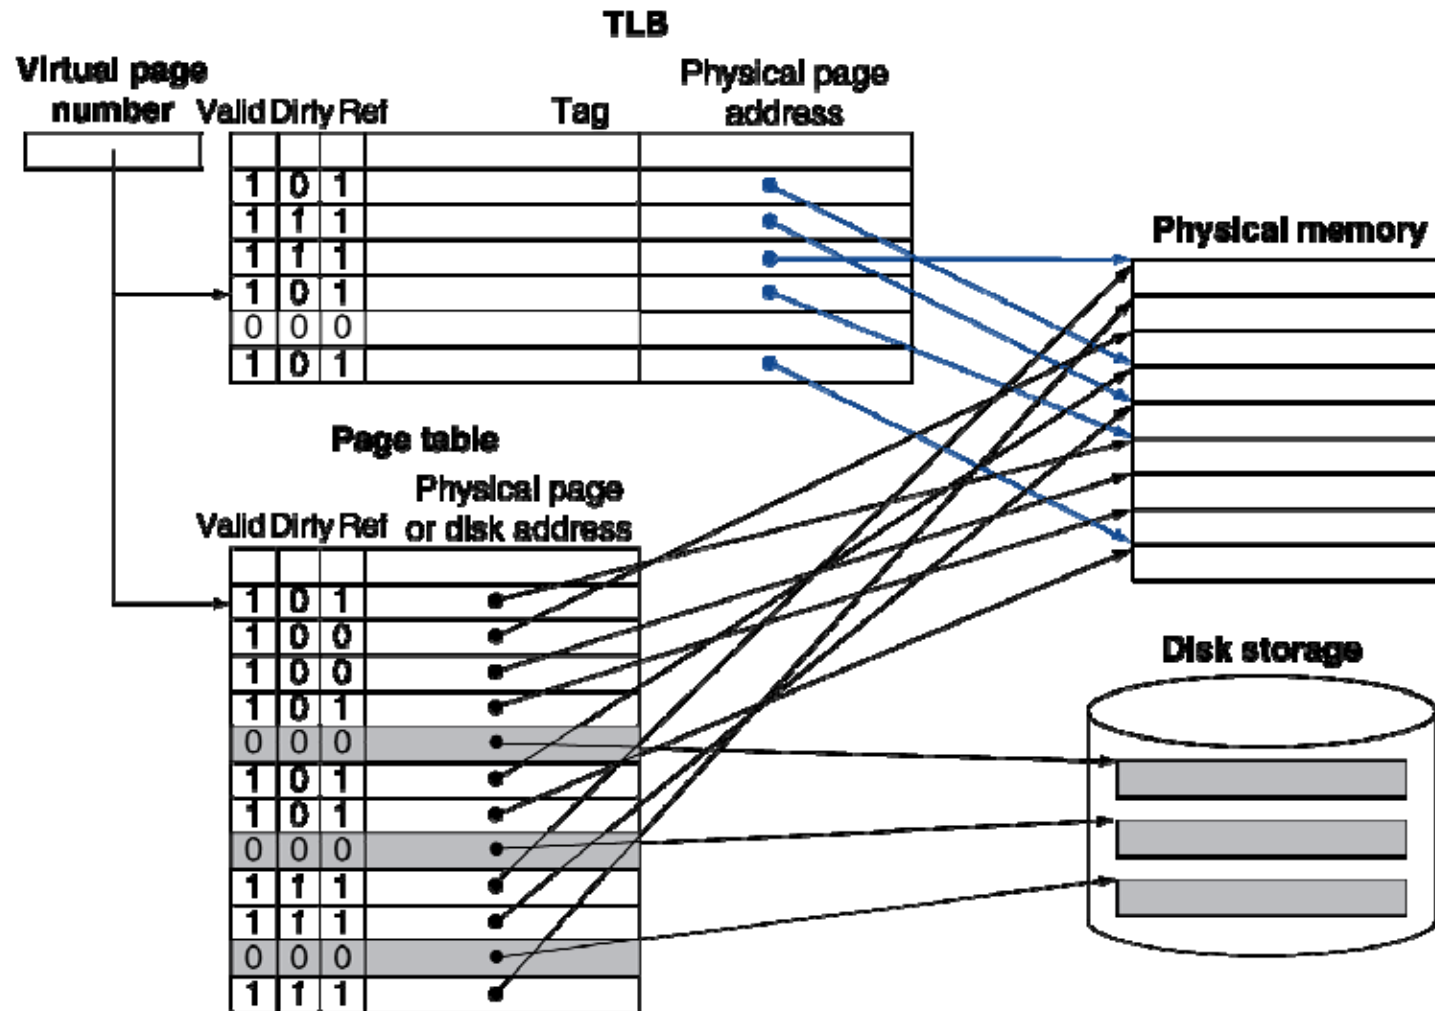 TLB
Virtual page
number
Valid Dirty Ref
Tag
Physical page
address
1 0 1
1 1 1
1 1 1
1 0 1
0 0 0
1 0 1
Physical memory
Page table
Valid Dirty Ref
Physical page
or disk address
1 0 1
1 0 0
1 0 0
1 0 1
0 0 0
1 0 1
1 0 1
0 0 0
1 1 1
1 1 1
0 0 0
1 1 1
Disk storage